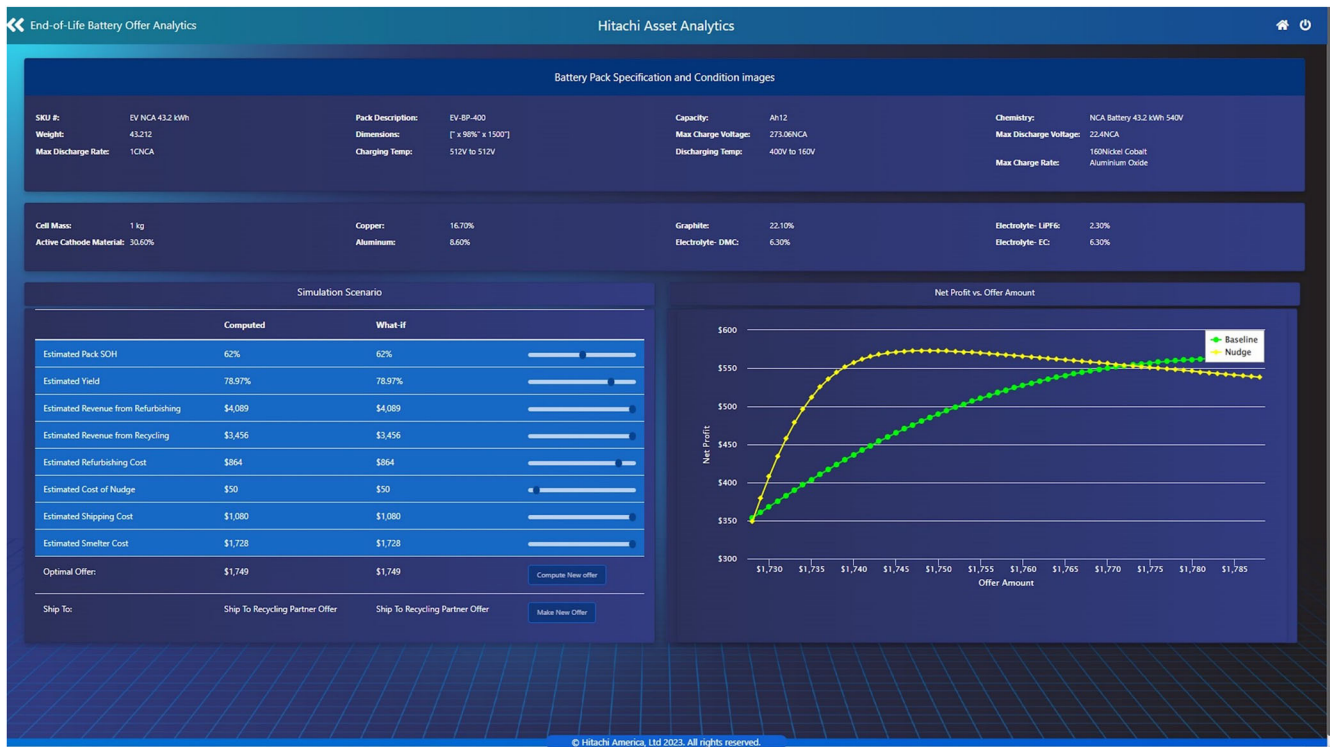 End-of-Life Battery Offer Analytics
Hitachi Asset Analytics
Battery Pack Specification and Condition images
SKU #: EV NCA 43.2 kWh Pack Description: EV-BP-400 Capacity: Ah12 Chemistry: NCA Battery 43.2 kWh 540V
Weight: 43.212 Dimensions: [" x 98%" x 1500"] Max Charge Voltage: 273.06NCA Max Discharge Voltage: 22.4NCA
Max Discharge Rate: 1CNCA Charging Temp: 512V to 512V Discharging Temp: 400V to 160V Max Charge Rate: 160Nickel Cobalt
Aluminium Oxide
Cell Mass: 1 kg Copper: 16.70% Graphite: 22.10% Electrolyte- LiPF6: 2.30%
Active Cathode Material: 30.60% Aluminum: 8.60% Electrolyte- DMC: 6.30% Electrolyte- EC: 6.30%
Simulation Scenario
Computed What-if
Estimated Pack SOH 62% 62%
Estimated Yield 78.97% 78.97%
Estimated Revenue from Refurbishing $4,089 $4,089
Estimated Revenue from Recycling $3,456 $3,456
Estimated Refurbishing Cost $864 $864
Estimated Cost of Nudge $50 $50
Estimated Shipping Cost $1,080 $1,080
Estimated Smelter Cost $1,728 $1,728
Optimal Offer: $1,749 $1,749 Compute New offer
Ship To: Ship To Recycling Partner Offer Ship To Recycling Partner Offer Make New Offer
Net Profit vs. Offer Amount
Baseline
Nudge
Net Profit
$600
$550
$500
$450
$400
$350
$300
$1,730 $1,735 $1,740 $1,745 $1,750 $1,755 $1,760 $1,765 $1,770 $1,775 $1,780 $1,785
Offer Amount
© Hitachi America, Ltd 2023. All rights reserved.